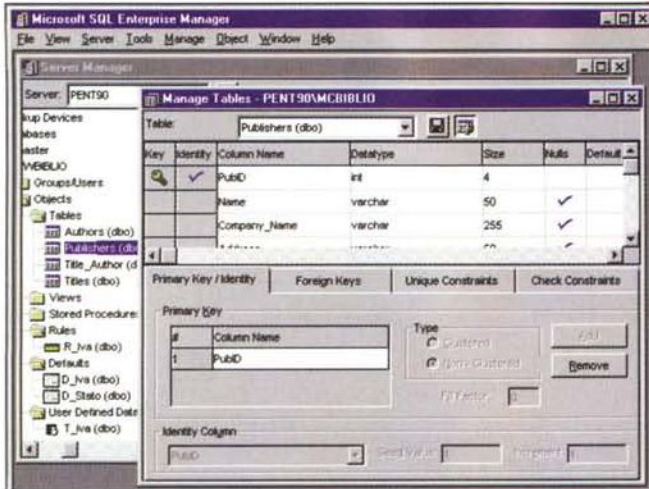 Microsoft SQL Enterprise Manager
File View Server Tools Manage Object Window Help
Server Manager
Server: PENT90
kup Devices
bases
aster
Groups/Users
Objects
Tables
Authors (dbo)
Publishers (dbo
Title_Author (d
Titles (dbo)
Views
Stored Procedures
Rules
R_Iva (dbo)
Defaults
D_Iva (dbo)
D_Stato (dbo)
User Defined Data
T_Iva (dbo)
Manage Tables - PENT90\MCBIBLIO
Table: Publishers (dbo)
Key Identity Column Name Datatype Size Nulls Default
PubID int 4
Name varchar 50
Company_Name varchar 255
Primary Key / Identity Foreign Keys Unique Constraints Check Constraints
Primary Key
# Column Name
1 PubID
Type
Clustered
Non-Clustered
Add
Remove
Fill Factor:
Identity Column
PubID Seed Value: Increment: